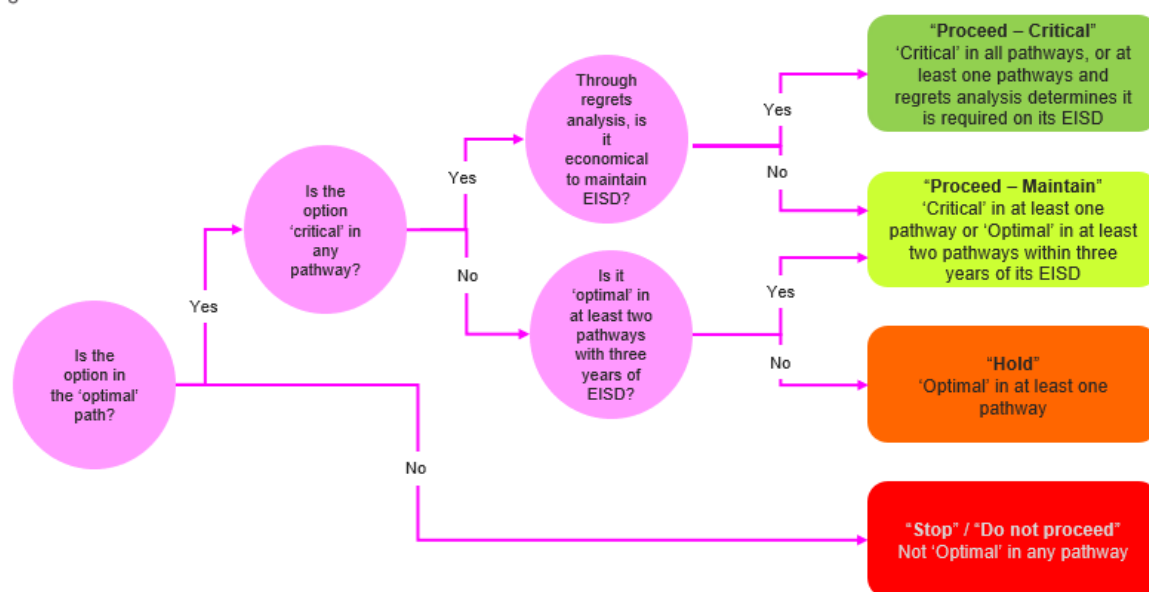 Is the
option in
the ‘optimal’
path?
Yes
No
Is the
option
‘critical’ in
any
pathway?
Yes
No
Through
regrets
analysis, is
it
economical
to maintain
EISD?
Yes
No
Is it
‘optimal’ in
at least two
pathways
with three
years of
EISD?
Yes
No
“Proceed – Critical”
‘Critical’ in all pathways, or at
least one pathways and
regrets analysis determines it
is required on its EISD
“Proceed – Maintain”
‘Critical’ in at least one
pathway or ‘Optimal’ in at least
two pathways within three
years of its EISD
“Hold”
‘Optimal’ in at least one
pathway
“Stop” / “Do not proceed”
Not ‘Optimal’ in any pathway